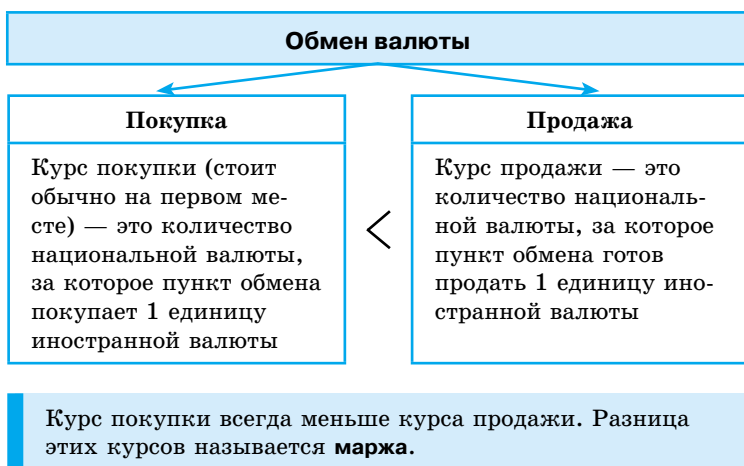 Обмен валюты
Покупка
Курс покупки (стоит
обычно на первом ме-
сте) — это количество
национальной валюты,
за которое пункт обмена
покупает 1 единицу
иностранной валюты
<
Продажа
Курс продажи — это
количество националь-
ной валюты, за которое
пункт обмена готов
продать 1 единицу ино-
странной валюты
Курс покупки всегда меньше курса продажи. Разница
этих курсов называется маржа.